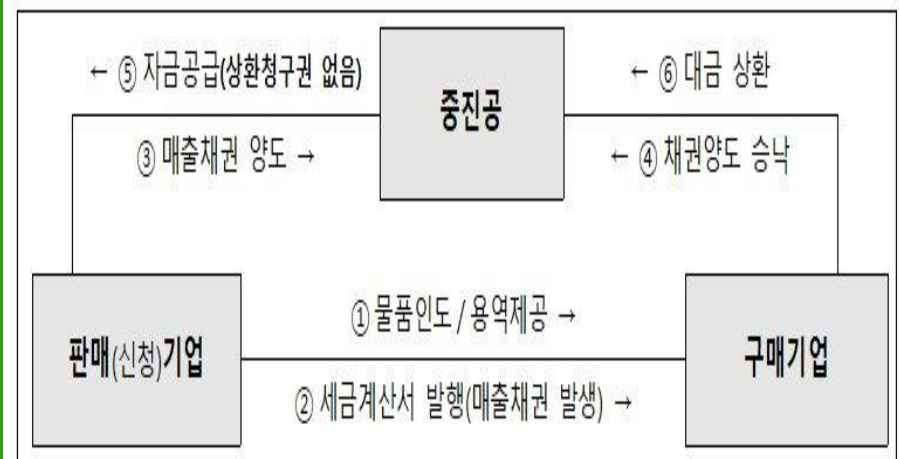 ← ⑤ 자금공급(상환청구권 없음)
← ⑥ 대금 상환
중진공
③ 매출채권 양도 →
← ④ 채권양도 승낙
① 물품인도 / 용역제공 →
판매(신청)기업
구매기업
② 세금계산서 발행(매출채권 발생) →